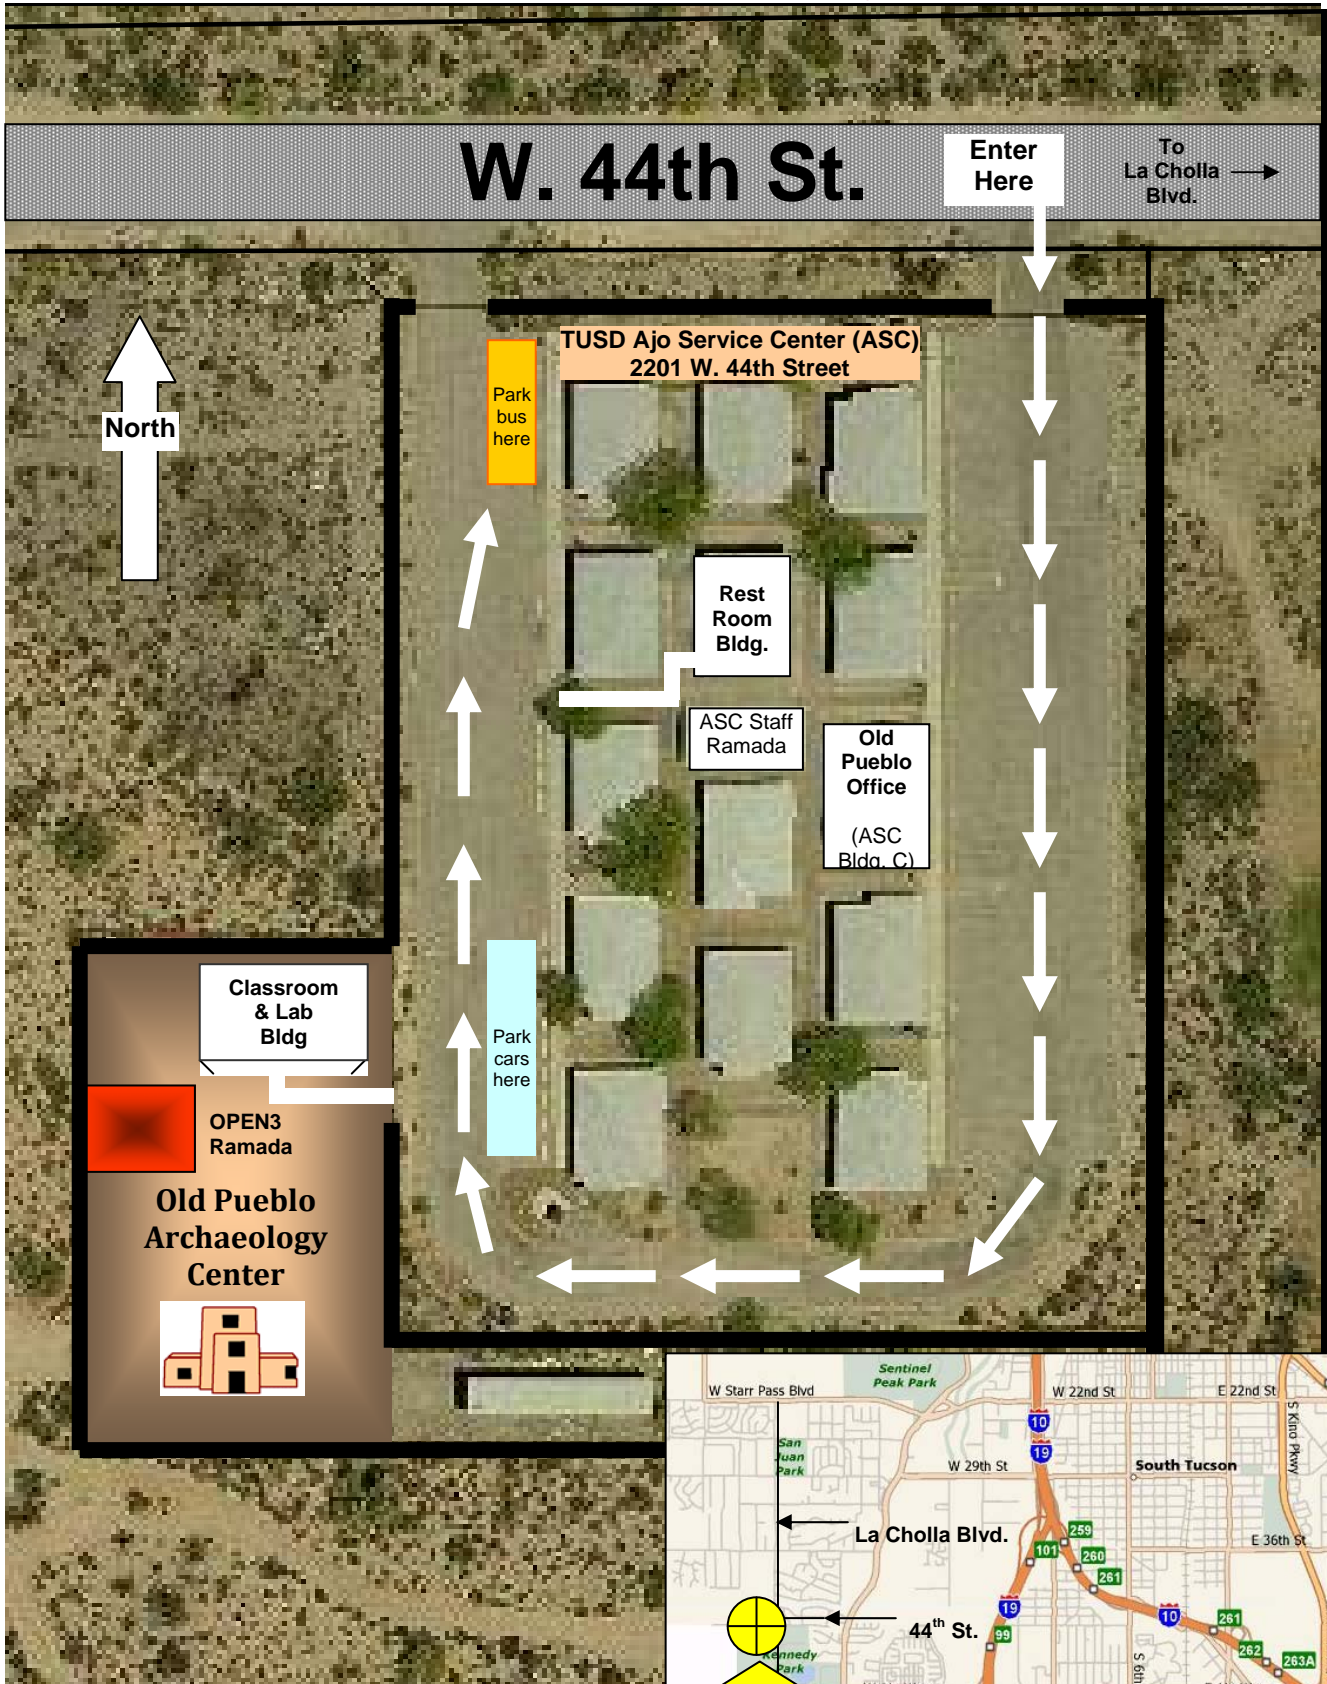 W. 44th St.
Enter
Here
To
La Cholla
Blvd.
TUSD Ajo Service Center (ASC)
2201 W. 44th Street
North
Park
bus
here
Rest
Room
Bldg.
ASC Staff
Ramada
Old
Pueblo
Office
(ASC
Bldg. C)
Classroom
& Lab
Bldg
Park
cars
here
OPEN3
Ramada
Old Pueblo
Archaeology
Center
Sentinel
Peak Park
W Starr Pass Blvd
W 22nd St
E 22nd St
S Kino Pkwy
10
19
San
Juan
Park
W 29th St
South Tucson
La Cholla Blvd.
259
101
260
261
E 36th St
19
10
261
44th St.
99
262
263A
S 6th
Kennedy
Park